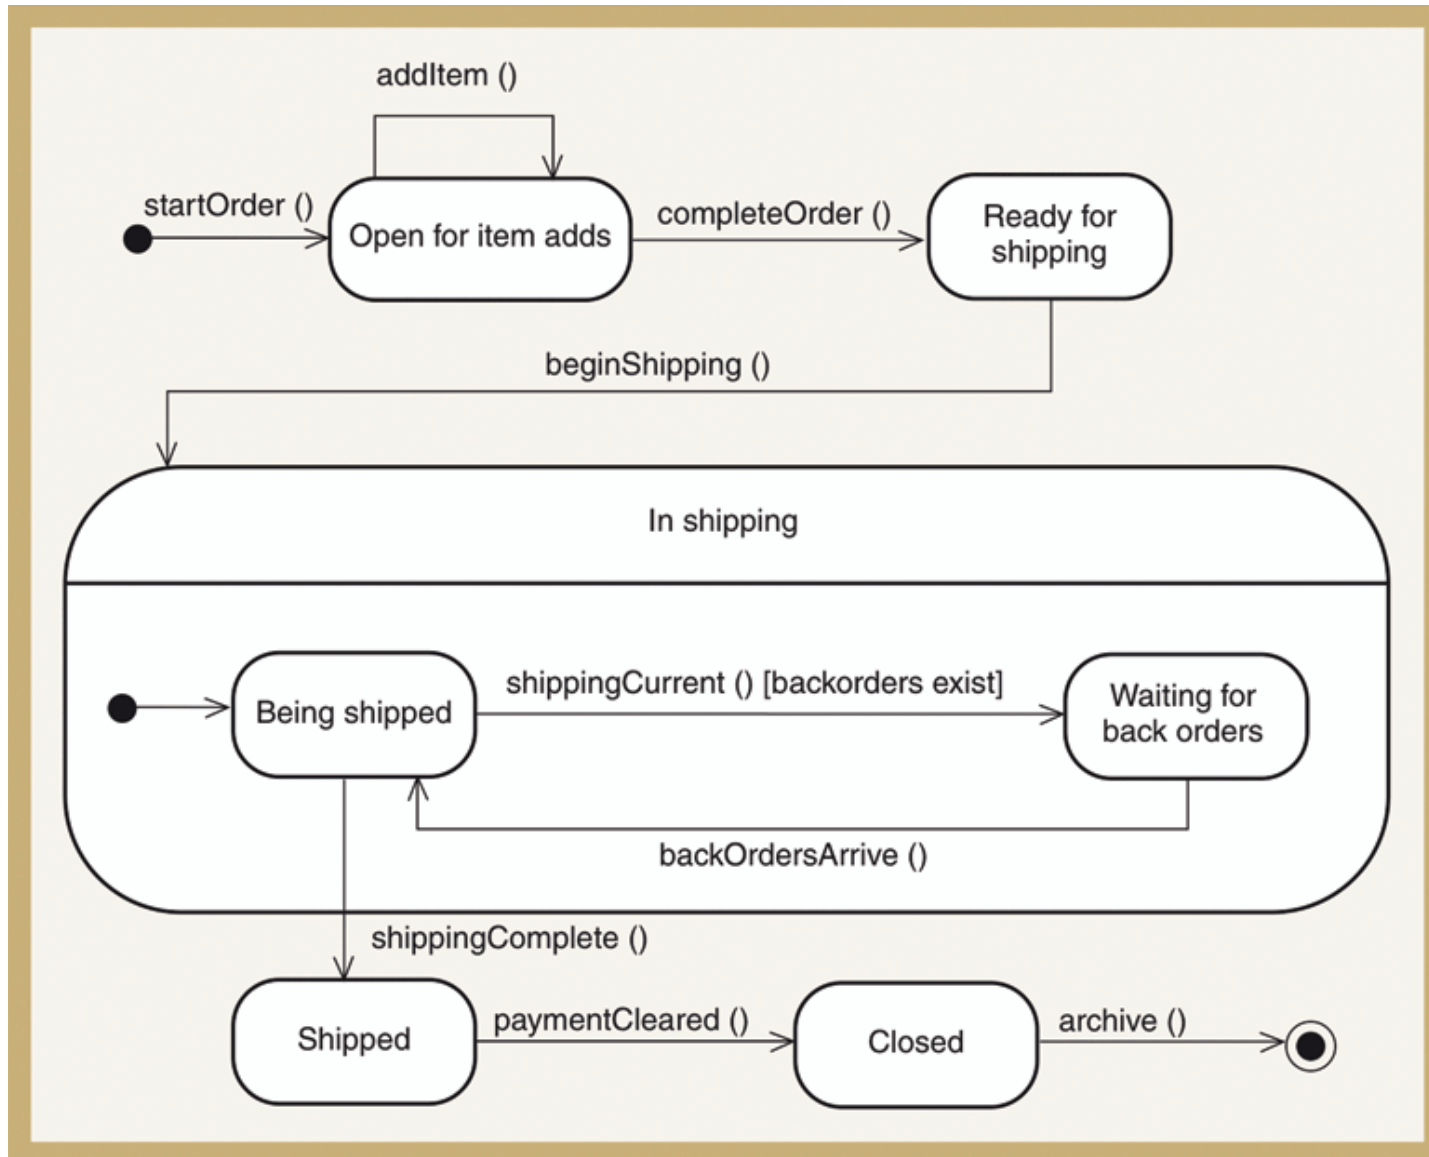 addItem ()
startOrder ()
Open for item adds
completeOrder ()
Ready for
shipping
beginShipping ()
In shipping
Being shipped
shippingCurrent () [backorders exist]
Waiting for
back orders
backOrdersArrive ()
shippingComplete ()
Shipped
paymentCleared ()
Closed
archive ()